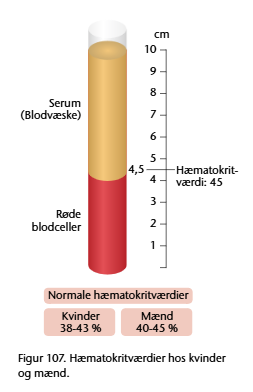 cm
10
9
8
7
6
5
4,5
4
3
2
1
Serum
(Blodvæske)
Hæmatokrit-
værdi: 45
Røde
blodceller
Normale hæmatokritværdier
Kvinder
38-43 %
Mænd
40-45 %
Figur 107. Hæmatokritværdier hos kvinder
og mænd.